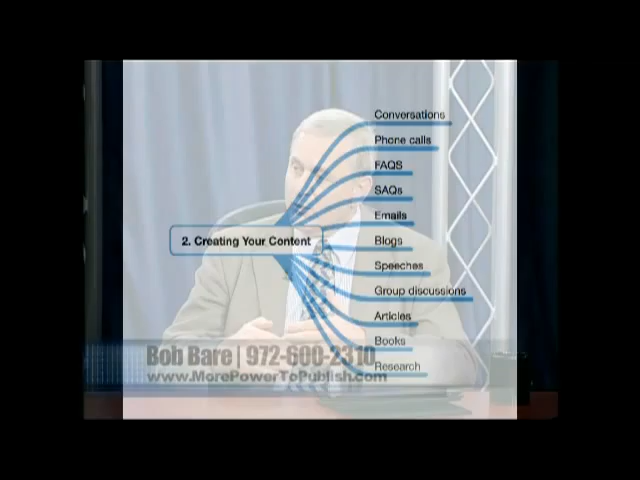 Conversations
Phone calls
FAQS
SAQs
Emails
2. Creating Your Content
Blogs
Speeches
Group discussions
Articles
Books
Research
Bob Bare | 972-600-2310
www.MorePowerToPublish.com